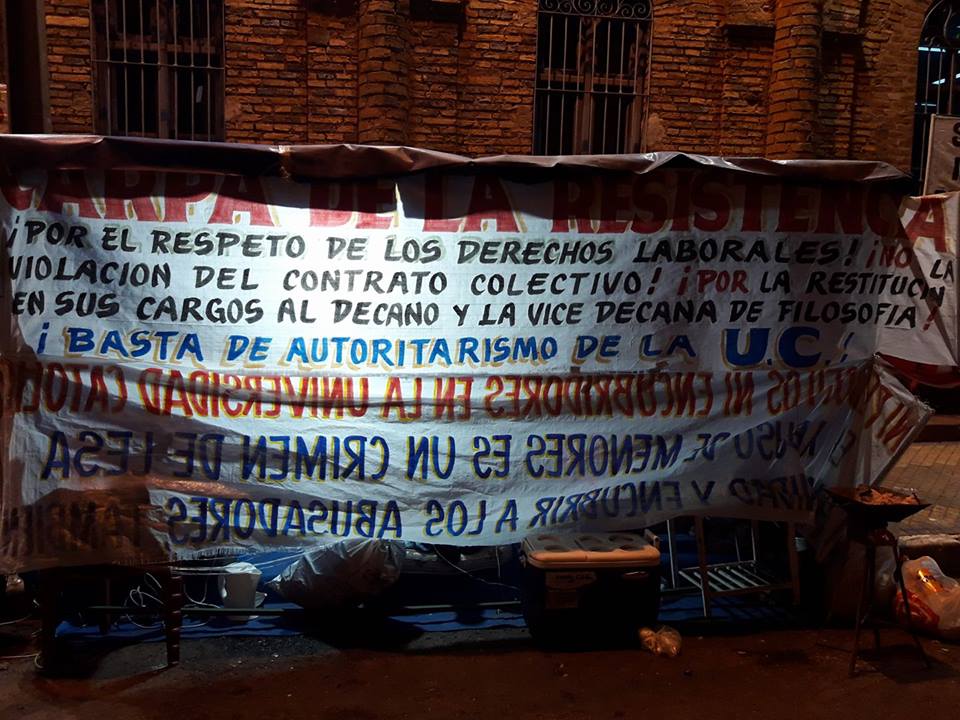 CARPA DE LA RESISTENCIA
¡POR EL RESPETO DE LOS DERECHOS LABORALES! ¡NO LA
VIOLACION DEL CONTRATO COLECTIVO! ¡POR LA RESTITUCION
EN SUS CARGOS AL DECANO Y LA VICE DECANA DE FILOSOFIA!
¡BASTA DE AUTORITARISMO DE LA U.C.!
NI ENCUBRIDORES EN LA UNIVERSIDAD
EL ABUSO DE MENORES ES UN CRIMEN DE LESA
Y ENCUBRIR A LOS ABUSADORES TAMBIEN